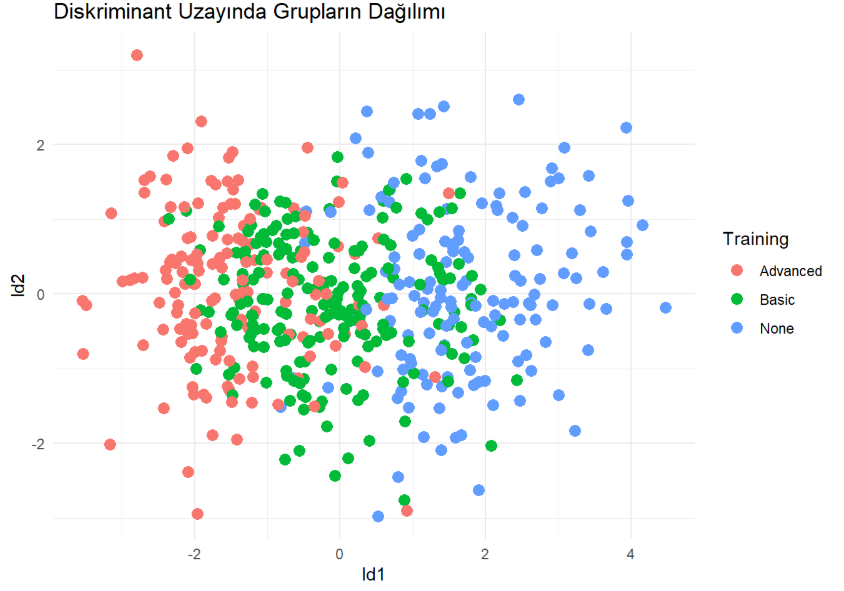 Diskriminant Uzayında Grupların Dağılımı
ld2
2
0
-2
-2
0
2
4
ld1
Training
Advanced
Basic
None